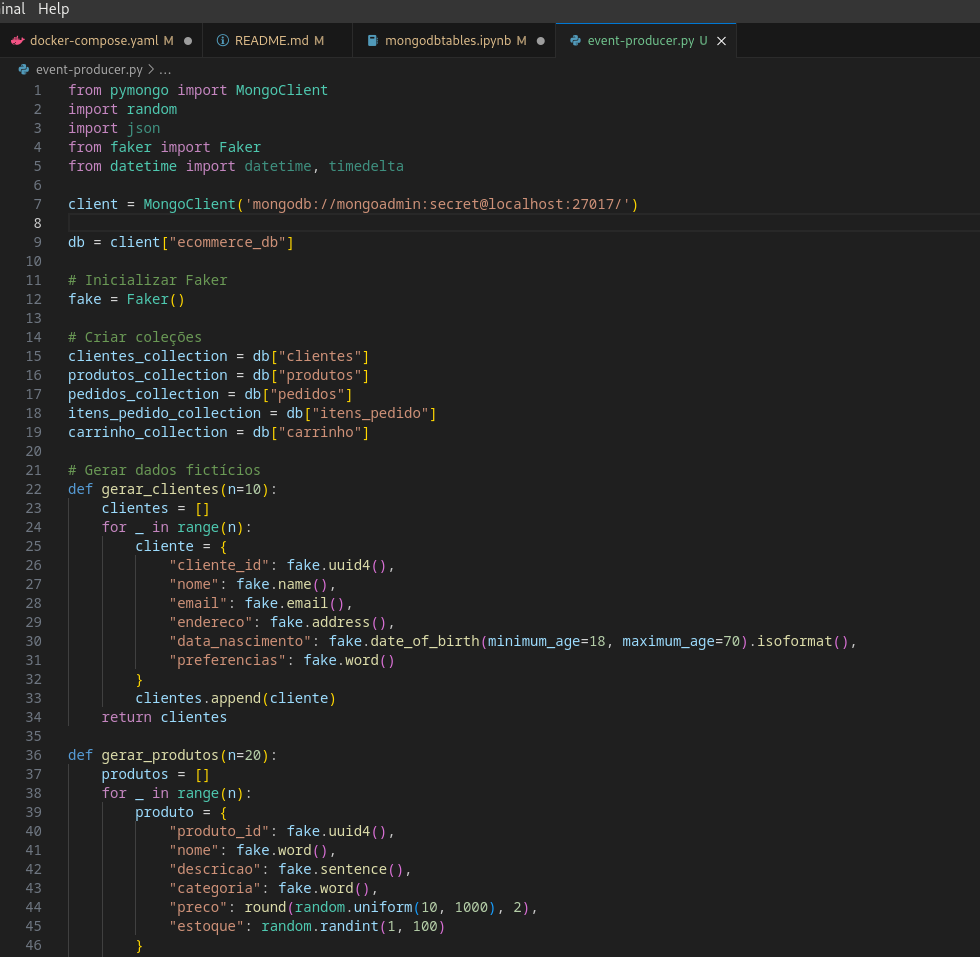 inal Help
docker-compose.yaml M README.md M mongodbtables.ipynb M event-producer.py U
event-producer.py > ...
1 from pymongo import MongoClient
2 import random
3 import json
4 from faker import Faker
5 from datetime import datetime, timedelta
6
7 client = MongoClient('mongodb://mongoadmin:secret@localhost:27017/')
8
9 db = client["ecommerce_db"]
10
11 # Inicializar Faker
12 fake = Faker()
13
14 # Criar coleções
15 clientes_collection = db["clientes"]
16 produtos_collection = db["produtos"]
17 pedidos_collection = db["pedidos"]
18 itens_pedido_collection = db["itens_pedido"]
19 carrinho_collection = db["carrinho"]
20
21 # Gerar dados fictícios
22 def gerar_clientes(n=10):
23     clientes = []
24     for _ in range(n):
25         cliente = {
26             "cliente_id": fake.uuid4(),
27             "nome": fake.name(),
28             "email": fake.email(),
29             "endereco": fake.address(),
30             "data_nascimento": fake.date_of_birth(minimum_age=18, maximum_age=70).isoformat(),
31             "preferencias": fake.word()
32         }
33         clientes.append(cliente)
34     return clientes
35
36 def gerar_produtos(n=20):
37     produtos = []
38     for _ in range(n):
39         produto = {
40             "produto_id": fake.uuid4(),
41             "nome": fake.word(),
42             "descricao": fake.sentence(),
43             "categoria": fake.word(),
44             "preco": round(random.uniform(10, 1000), 2),
45             "estoque": random.randint(1, 100)
46         }